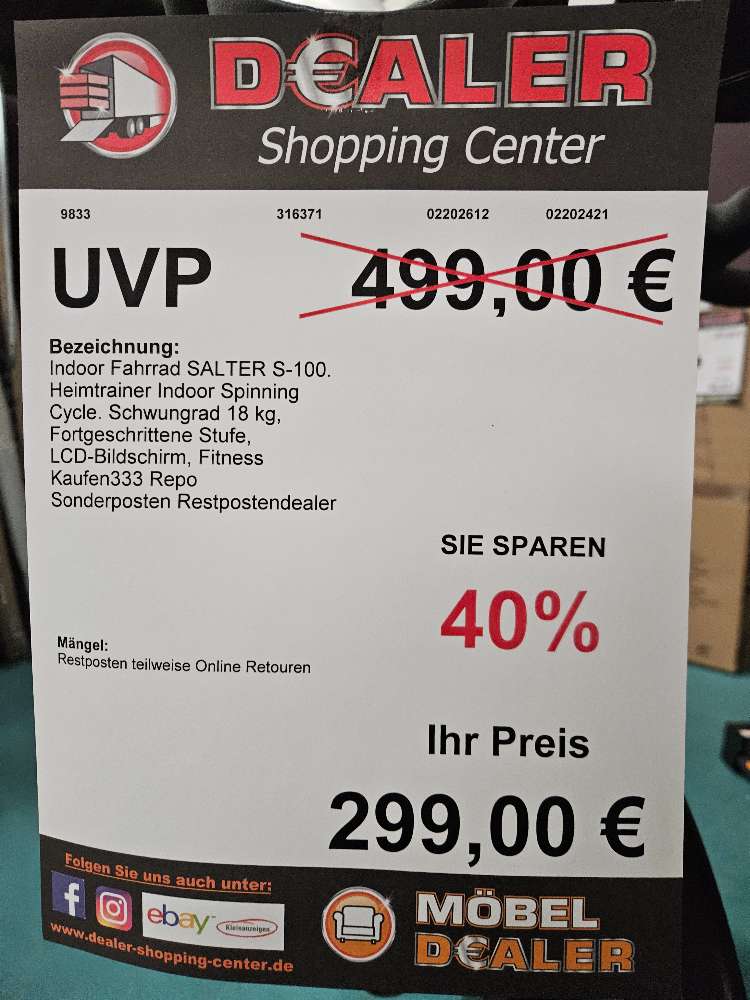 D€ALER
Shopping Center
9833 316371 02202612 02202421
UVP 499,00 €
Bezeichnung:
Indoor Fahrrad SALTER S-100.
Heimtrainer Indoor Spinning
Cycle. Schwungrad 18 kg,
Fortgeschrittene Stufe,
LCD-Bildschirm, Fitness
Kaufen333 Repo
Sonderposten Restpostendealer
SIE SPAREN
40%
Mängel:
Restposten teilweise Online Retouren
Ihr Preis
299,00 €
Folgen Sie uns auch unter:
f ebay Kleinanzeigen
www.dealer-shopping-center.de
MÖBEL
D€ALER